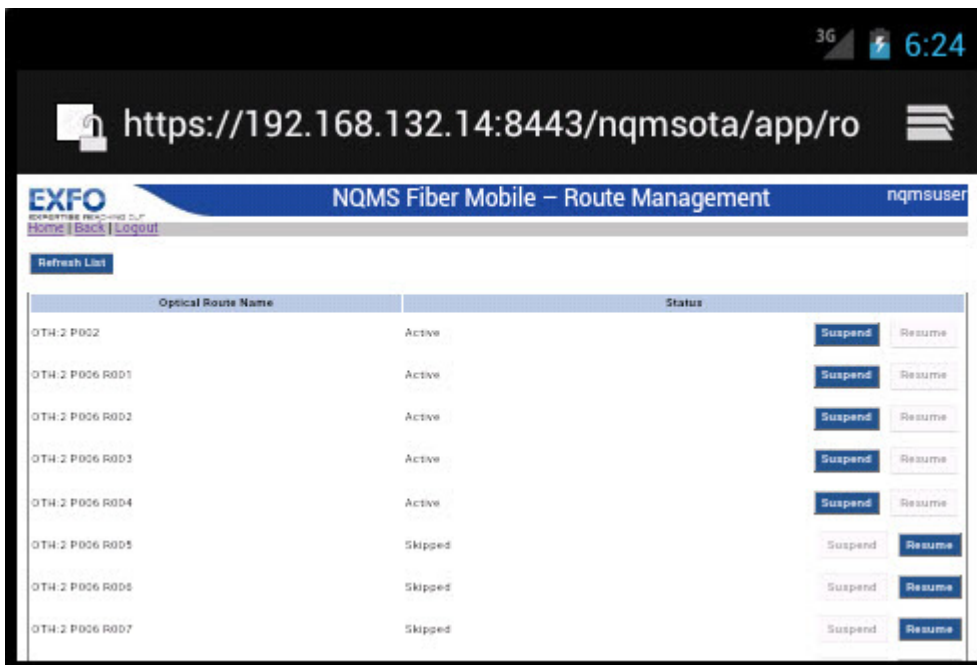 3G 6:24
https://192.168.132.14:8443/nqmsota/app/ro
EXFO NQMS Fiber Mobile – Route Management nqmsuser
EXPERTISE REACHING OUT
Home | Back | Logout
Refresh List
Optical Route Name Status
OTH:2 P002 Active Suspend Resume
OTH:2 P006 R001 Active Suspend Resume
OTH:2 P006 R002 Active Suspend Resume
OTH:2 P006 R003 Active Suspend Resume
OTH:2 P006 R004 Active Suspend Resume
OTH:2 P006 R005 Skipped Suspend Resume
OTH:2 P006 R006 Skipped Suspend Resume
OTH:2 P006 R007 Skipped Suspend Resume